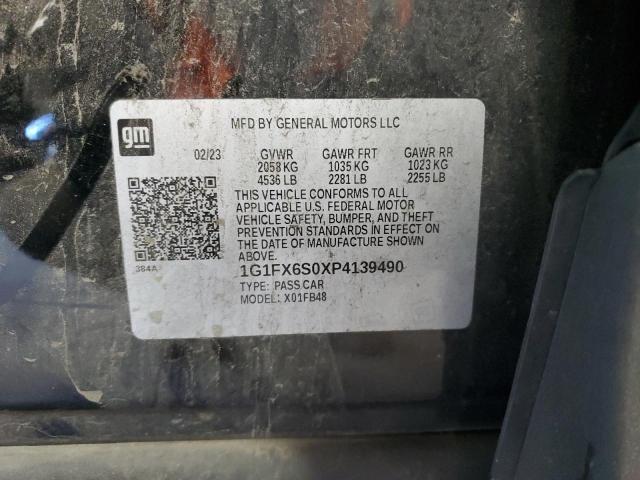 gm
MFD BY GENERAL MOTORS LLC
02/23 GVWR GAWR FRT GAWR RR
2058 KG 1035 KG 1023 KG
4536 LB 2281 LB 2255 LB
THIS VEHICLE CONFORMS TO ALL
APPLICABLE U.S. FEDERAL MOTOR
VEHICLE SAFETY, BUMPER, AND THEFT
PREVENTION STANDARDS IN EFFECT ON
THE DATE OF MANUFACTURE SHOWN
ABOVE.
384A
1G1FX6S0XP4139490
TYPE: PASS CAR
MODEL: X01FB48